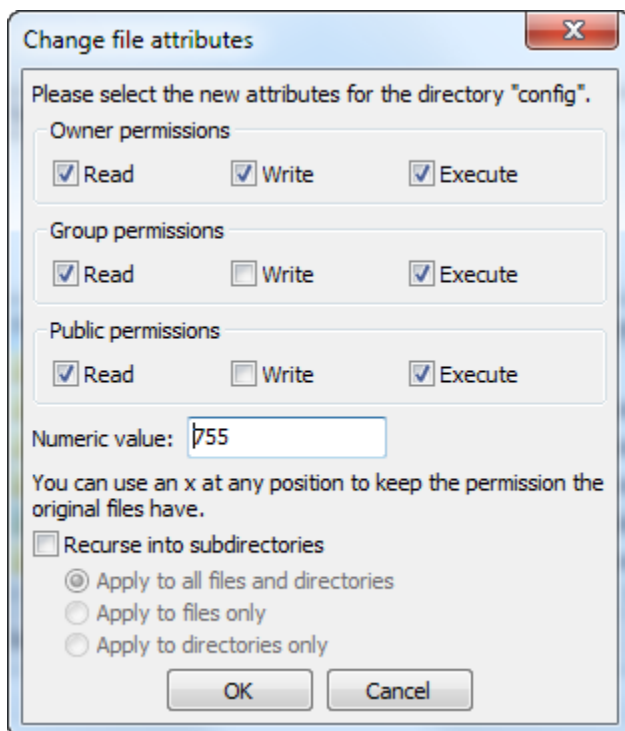 Change file attributes
Please select the new attributes for the directory "config".
Owner permissions
Read Write Execute
Group permissions
Read Write Execute
Public permissions
Read Write Execute
Numeric value: 755
You can use an x at any position to keep the permission the
original files have.
Recurse into subdirectories
Apply to all files and directories
Apply to files only
Apply to directories only
OK Cancel